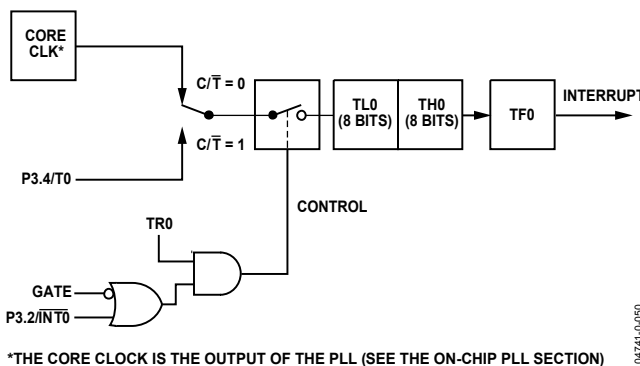 CORE
CLK*
C/T̅ = 0
C/T̅ = 1
P3.4/T0
TL0
(8 BITS)
TH0
(8 BITS)
TF0
INTERRUPT
CONTROL
TR0
GATE
P3.2/I̅N̅T̅0̅
*THE CORE CLOCK IS THE OUTPUT OF THE PLL (SEE THE ON-CHIP PLL SECTION)
04741-0-050